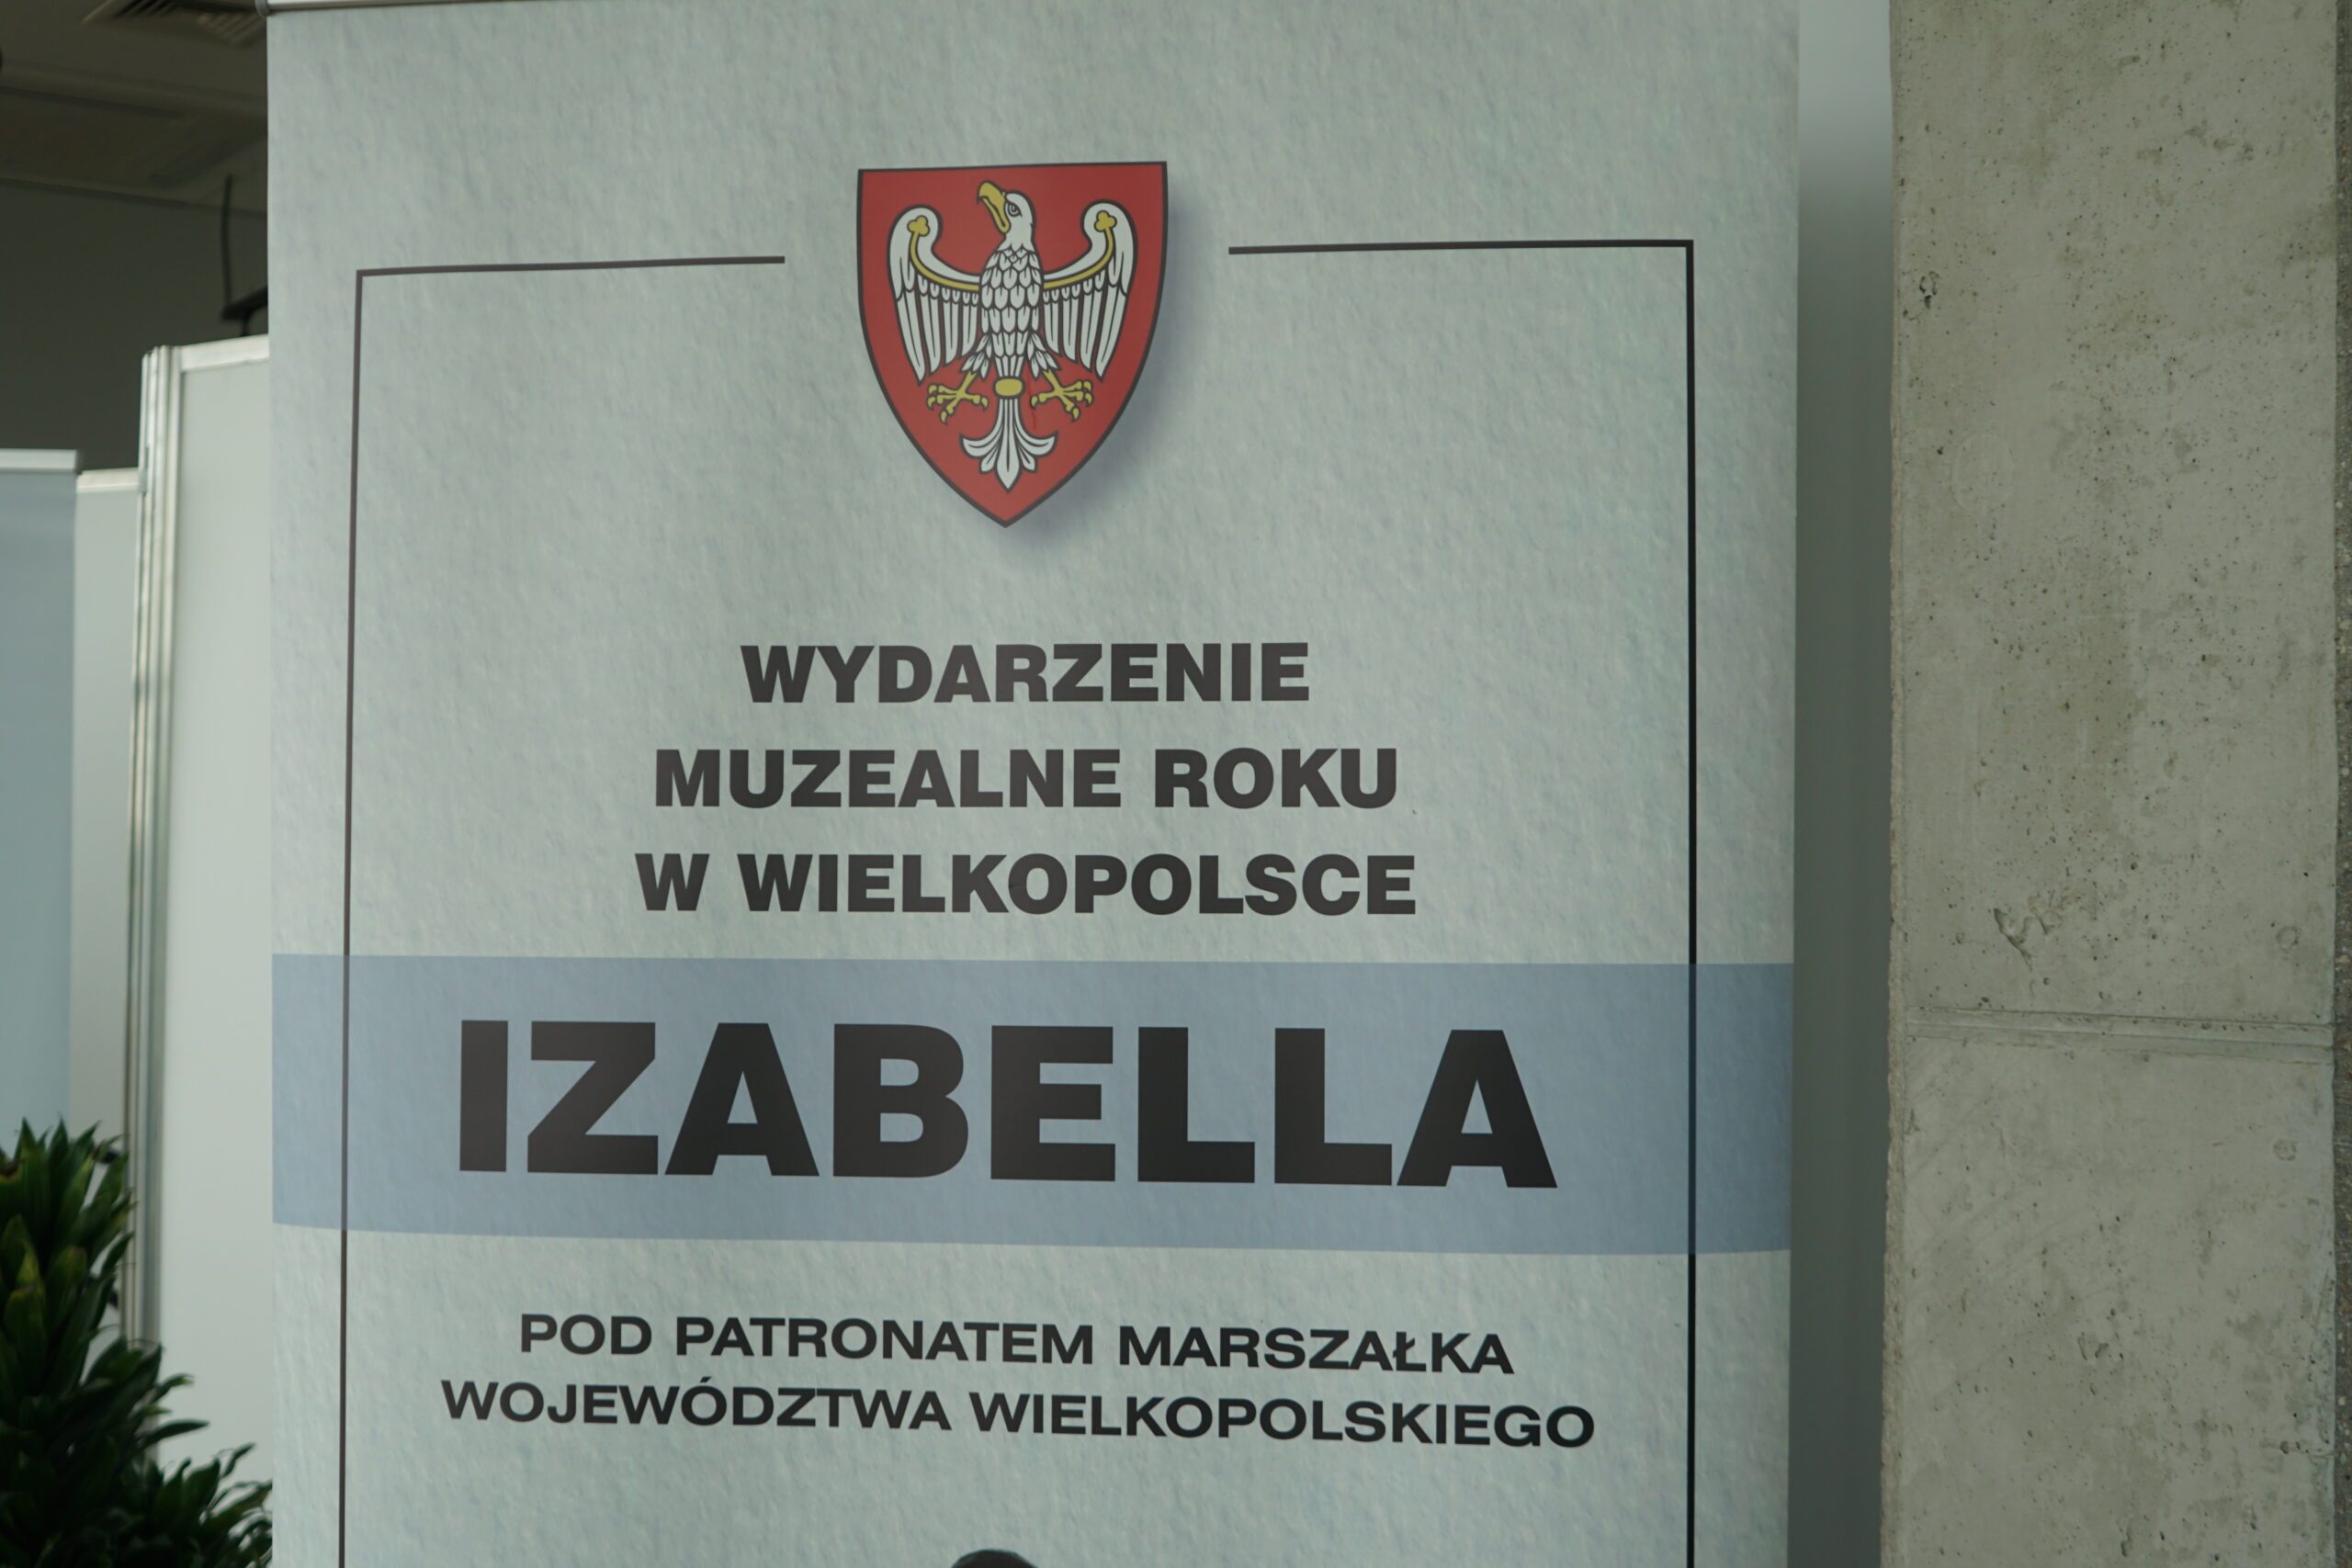 WYDARZENIE
MUZEALNE ROKU
W WIELKOPOLSCE
IZABELLA
POD PATRONATEM MARSZAŁKA
WOJEWÓDZTWA WIELKOPOLSKIEGO